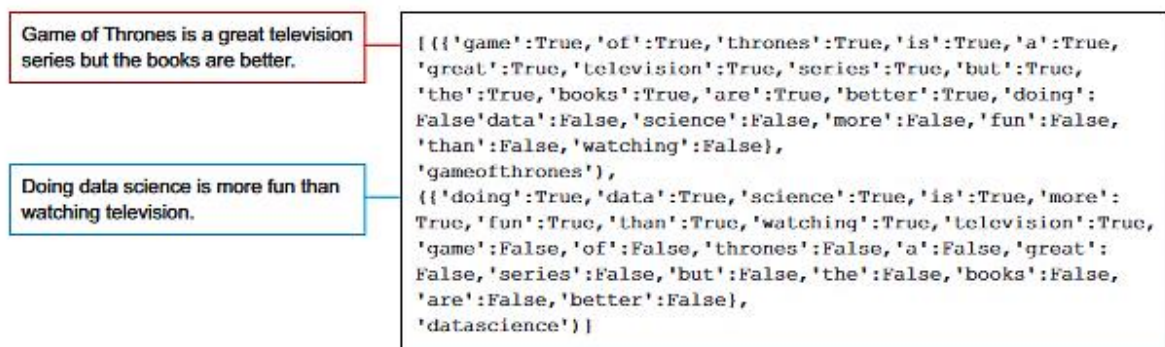 Game of Thrones is a great television
series but the books are better.
Doing data science is more fun than
watching television.
[({'game':True,'of':True,'thrones':True,'is':True,'a':True,
'great':True,'television':True,'series':True,'but':True,
'the':True,'books':True,'are':True,'better':True,'doing':
False'data':False,'science':False,'more':False,'fun':False,
'than':False,'watching':False},
'gameofthrones'),
({'doing':True,'data':True,'science':True,'is':True,'more':
True,'fun':True,'than':True,'watching':True,'television':True,
'game':False,'of':False,'thrones':False,'a':False,'great':
False,'series':False,'but':False,'the':False,'books':False,
'are':False,'better':False},
'datascience')]